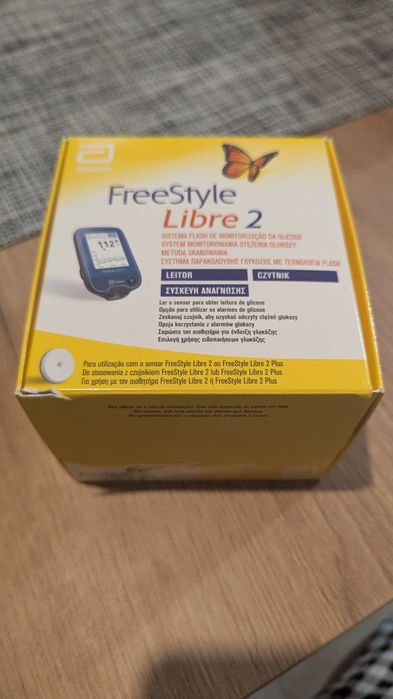 Abbott
FreeStyle
Libre 2
SISTEMA FLASH DE MONITORIZAÇÃO DA GLICOSE
SYSTEM MONITOROWANIA STĘŻENIA GLUKOZY
METODĄ SKANOWANIA
ΣΥΣΤΗΜΑ ΠΑΡΑΚΟΛΟΥΘΗΣΗΣ ΓΛΥΚΟΖΗΣ ΜΕ ΤΕΧΝΟΛΟΓΙΑ FLASH
LEITOR CZYTNIK
ΣΥΣΚΕΥΗ ΑΝΑΓΝΩΣΗΣ
Ler o sensor para obter leitura de glicose
Opção para utilizar os alarmes de glicose
Zeskanuj czujnik, aby uzyskać odczyty stężeń glukozy
Opcja korzystania z alarmów glukozy
Σαρώστε τον αισθητήρα για ένδειξη γλυκόζης
Επιλογή χρήσης ειδοποιήσεων γλυκόζης
112
Para utilização com o sensor FreeStyle Libre 2 ou FreeStyle Libre 2 Plus
Do stosowania z czujnikiem FreeStyle Libre 2 lub FreeStyle Libre 2 Plus
Για χρήση με τον αισθητήρα FreeStyle Libre 2 ή FreeStyle Libre 2 Plus